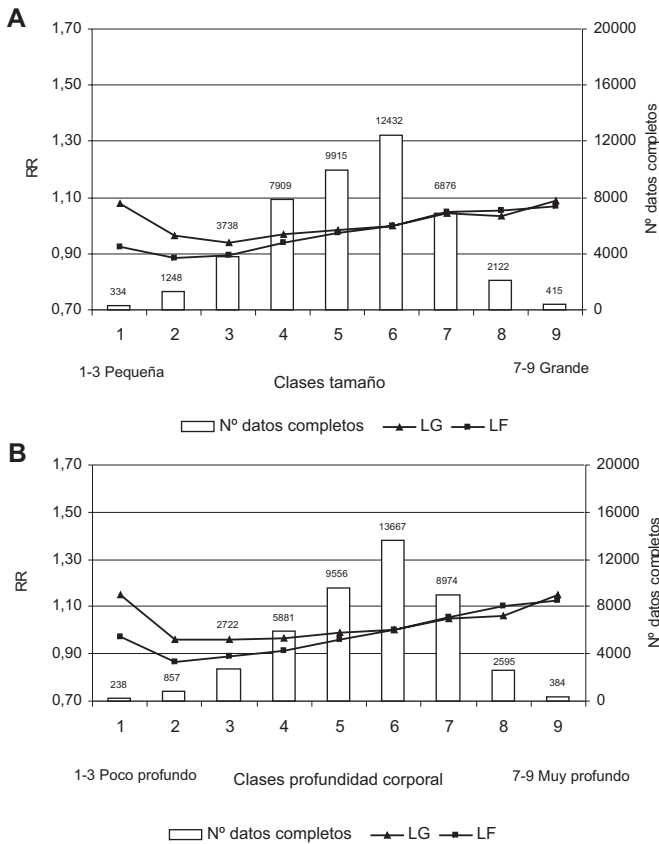 A
1,70
1,50
1,30
1,10
0,90
0,70
RR
20000
16000
12000
8000
4000
0
Nº datos completos
334
1248
3738
7909
9915
12432
6876
2122
415
1 2 3 4 5 6 7 8 9
1-3 Pequeña
Clases tamaño
7-9 Grande
Nº datos completos LG LF
B
1,70
1,50
1,30
1,10
0,90
0,70
RR
20000
16000
12000
8000
4000
0
Nº datos completos
238
857
2722
5881
9556
13667
8974
2595
384
1 2 3 4 5 6 7 8 9
1-3 Poco profundo
Clases profundidad corporal
7-9 Muy profundo
Nº datos completos LG LF